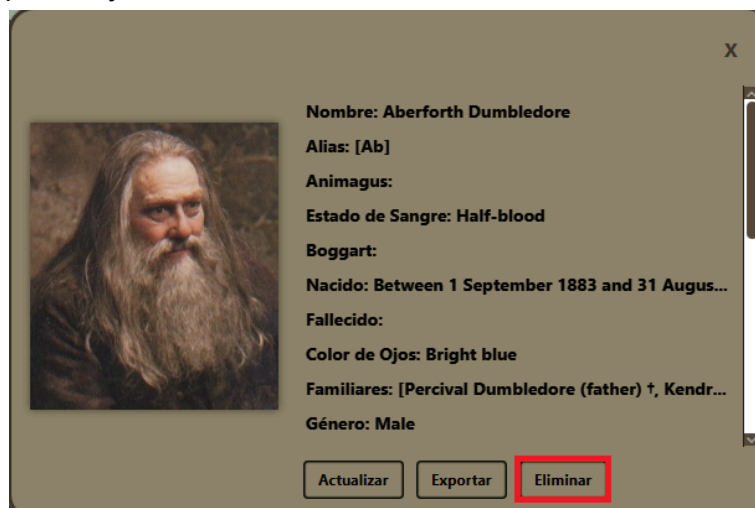 X
Nombre: Aberforth Dumbledore
Alias: [Ab]
Animagus:
Estado de Sangre: Half-blood
Boggart:
Nacido: Between 1 September 1883 and 31 Augus...
Fallecido:
Color de Ojos: Bright blue
Familiares: [Percival Dumbledore (father) †, Kendr...
Género: Male
Actualizar Exportar Eliminar